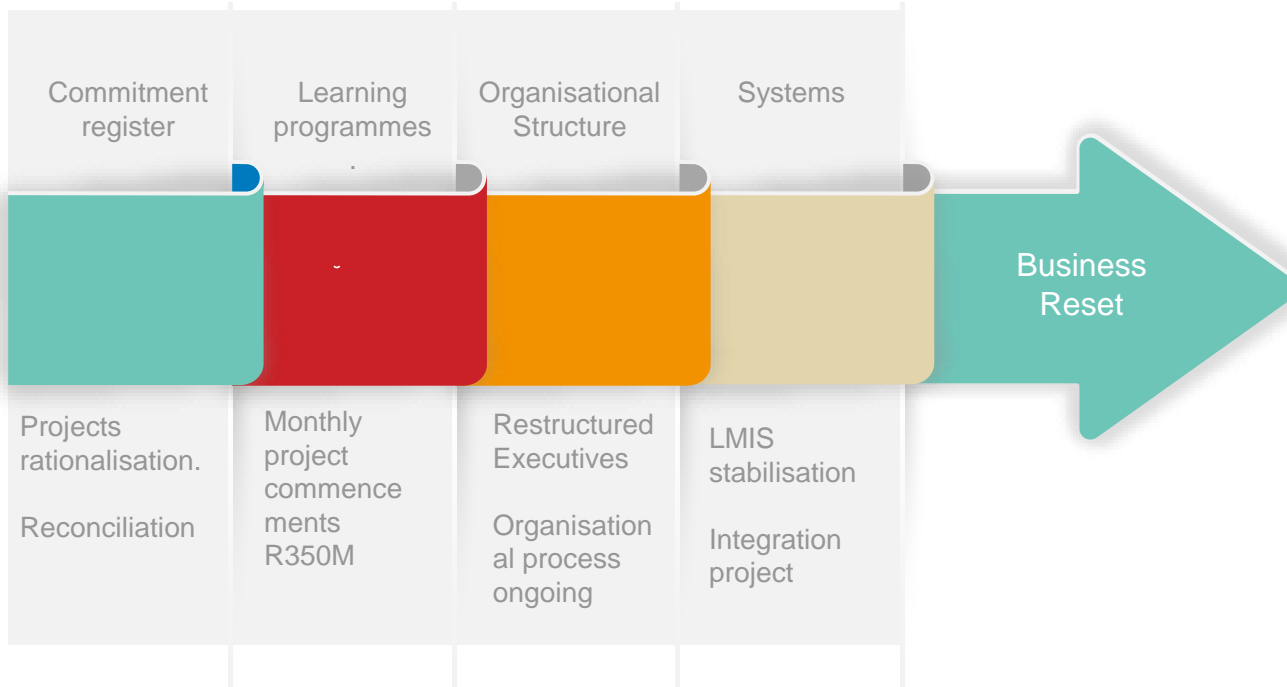 Commitment
register
Learning
programmes
.
Organisational
Structure
Systems
Business
Reset
Projects
rationalisation.
Reconciliation
Monthly
project
commence
ments
R350M
Restructured
Executives
Organisation
al process
ongoing
LMIS
stabilisation
Integration
project